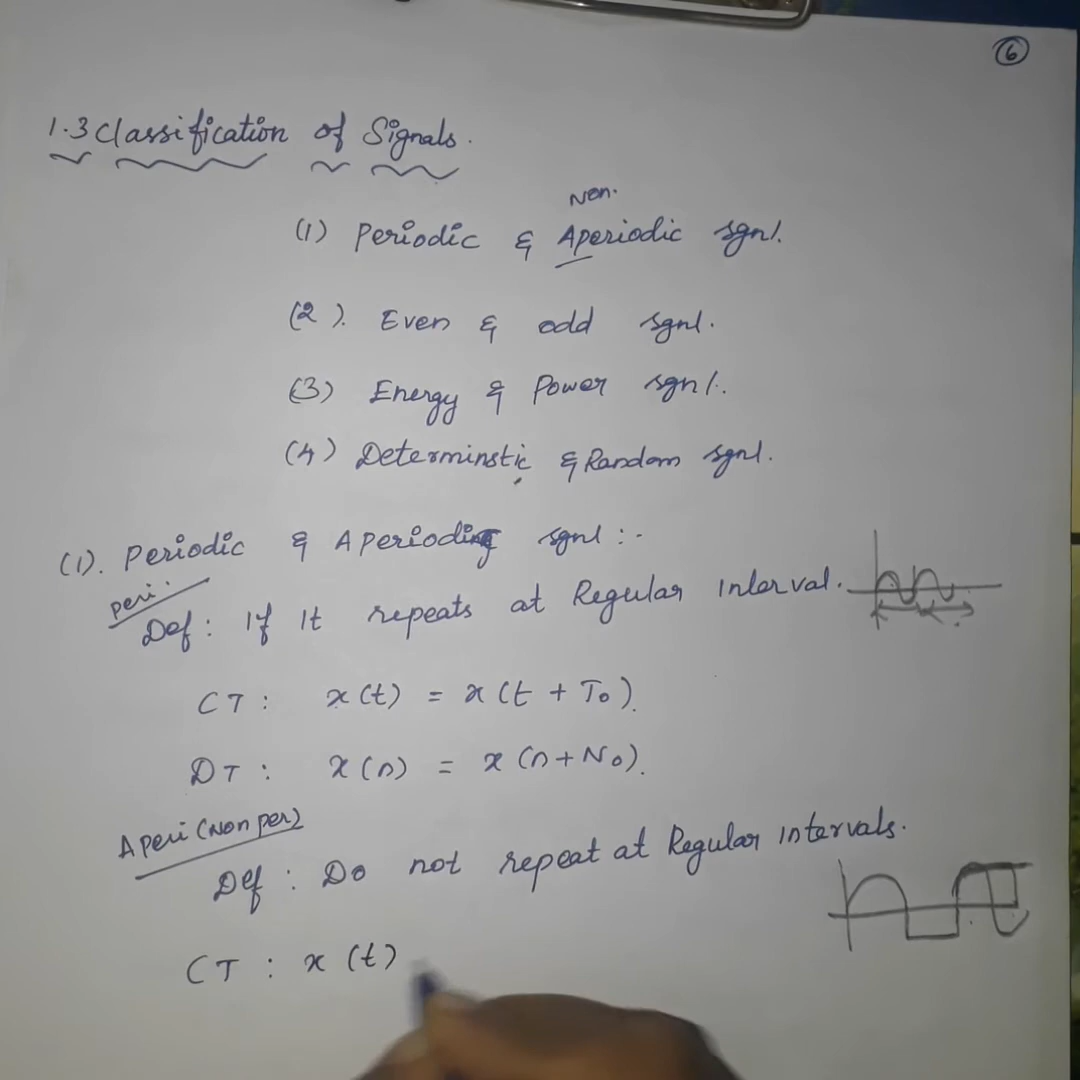 6
1.3 classification of Signals.
Non.
(1) Periodic & Aperiodic sgnl.
(2). Even & odd sgnl.
(3) Energy & Power sgnl.
(4) Determinstic & Random sgnl.
(1). Periodic & Aperiodic sgnl :-
peri :
Def : If It repeats at Regular Interval.
CT : x(t) = x(t + T₀).
DT : x(n) = x(n+N₀).
Aperi (Non per)
Def : Do not repeat at Regular intervals.
CT : x(t)